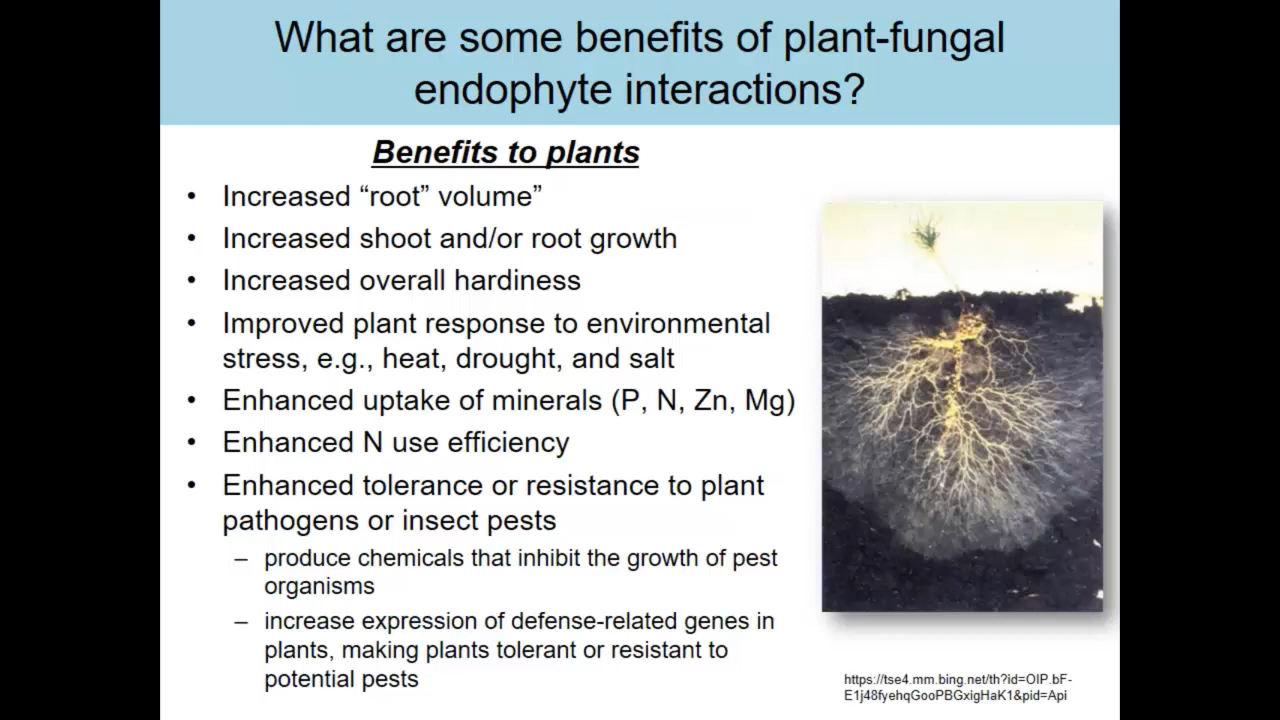 What are some benefits of plant-fungal
endophyte interactions?
Benefits to plants
• Increased “root” volume”
• Increased shoot and/or root growth
• Increased overall hardiness
• Improved plant response to environmental
stress, e.g., heat, drought, and salt
• Enhanced uptake of minerals (P, N, Zn, Mg)
• Enhanced N use efficiency
• Enhanced tolerance or resistance to plant
pathogens or insect pests
– produce chemicals that inhibit the growth of pest
organisms
– increase expression of defense-related genes in
plants, making plants tolerant or resistant to
potential pests
https://tse4.mm.bing.net/th?id=OIP.bF-
E1j48fyehqGooPBGxigHaK1&pid=Api